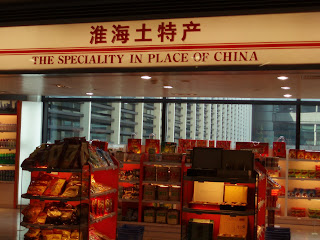 淮海土特产
THE SPECIALITY IN PLACE OF CHINA